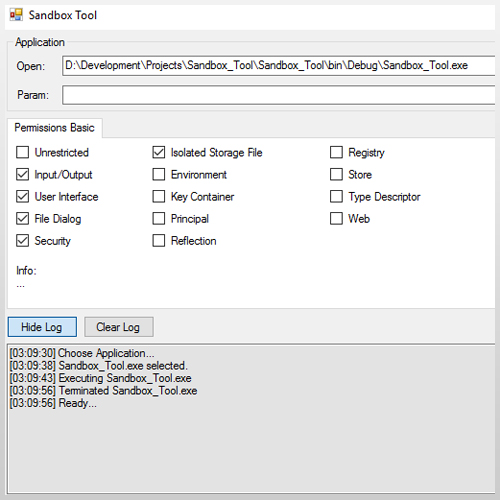 Sandbox Tool
Application
Open: D:\Development\Projects\Sandbox_Tool\Sandbox_Tool\bin\Debug\Sandbox_Tool.exe
Param:
Permissions Basic
Unrestricted Isolated Storage File Registry
Input/Output Environment Store
User Interface Key Container Type Descriptor
File Dialog Principal Web
Security Reflection
Info:
...
Hide Log Clear Log
[03:09:30] Choose Application...
[03:09:38] Sandbox_Tool.exe selected.
[03:09:43] Executing Sandbox_Tool.exe
[03:09:56] Terminated Sandbox_Tool.exe
[03:09:56] Ready...